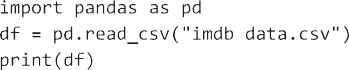 import pandas as pd
df = pd.read_csv("imdb data.csv")
print(df)